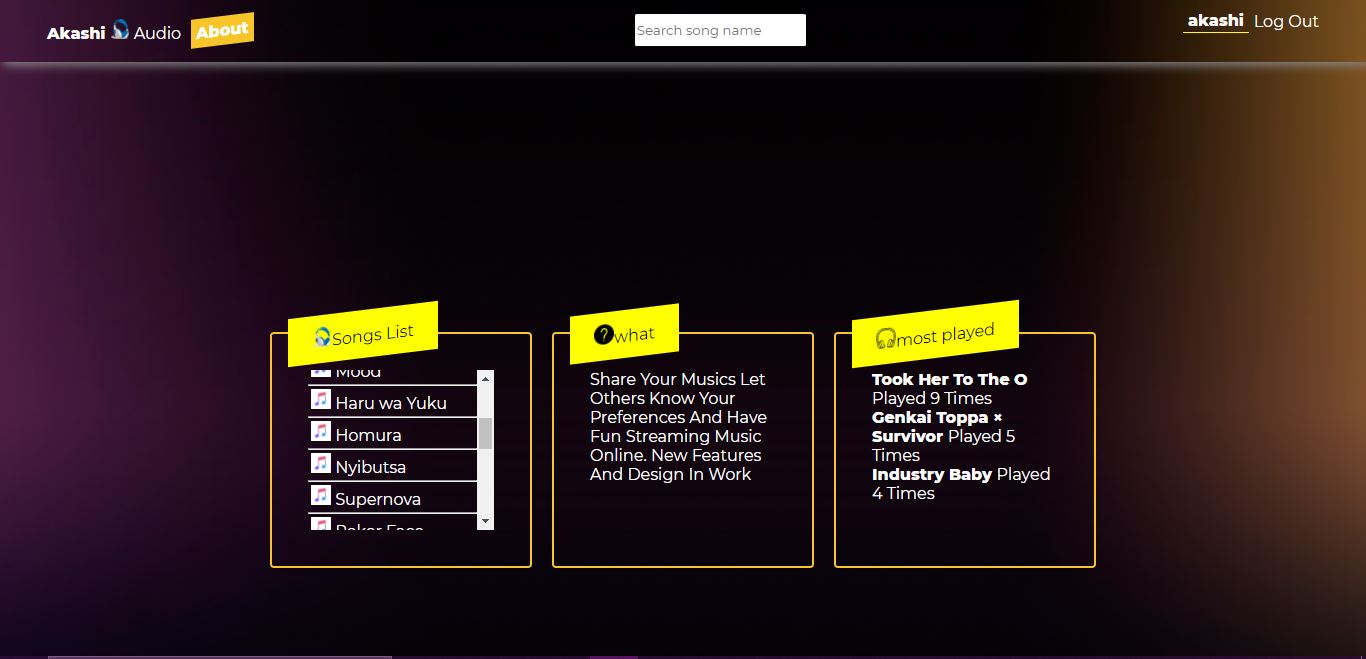 Akashi Audio About
Search song name
akashi Log Out
Songs List
Mood
Haru wa Yuku
Homura
Nyibutsa
Supernova
Poker Face
?what
Share Your Musics Let
Others Know Your
Preferences And Have
Fun Streaming Music
Online. New Features
And Design In Work
most played
Took Her To The O
Played 9 Times
Genkai Toppa ×
Survivor Played 5
Times
Industry Baby Played
4 Times